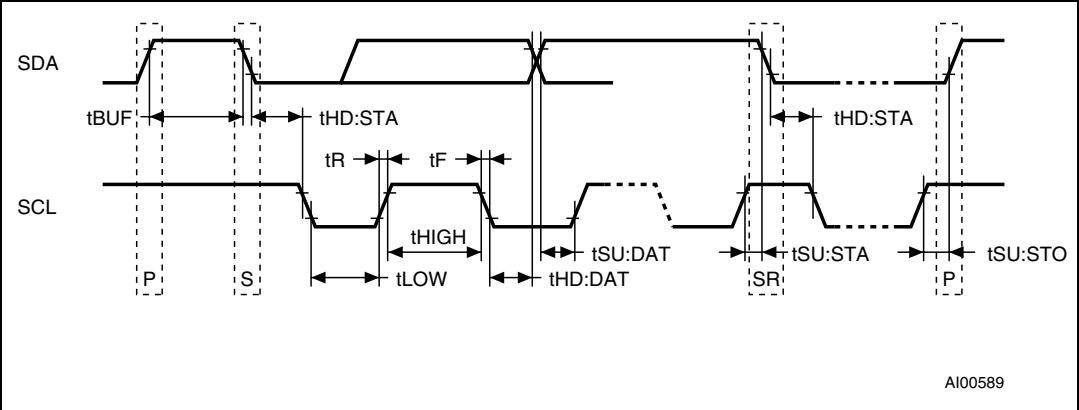 SDA
tBUF
tHD:STA
tHD:STA
tR
tF
SCL
tHIGH
tSU:DAT
tSU:STA
tSU:STO
P
S
tLOW
tHD:DAT
SR
P
AI00589